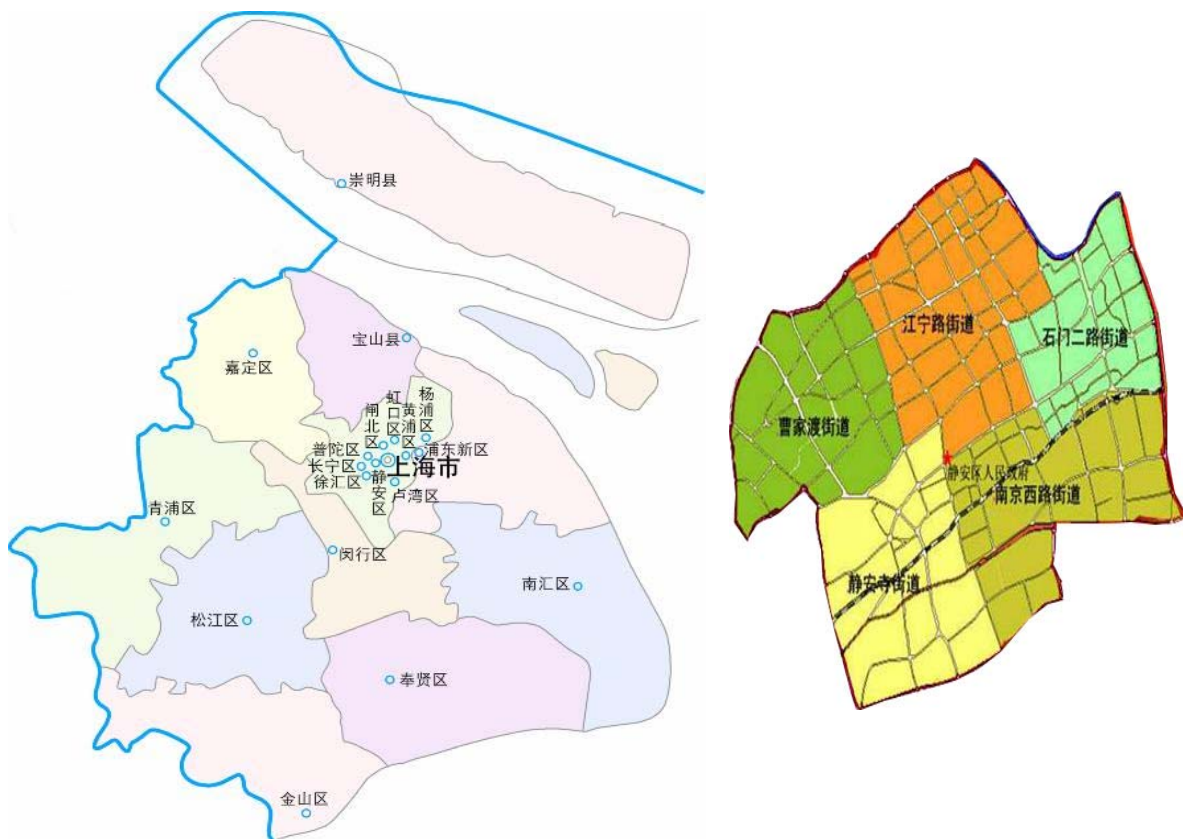 崇明县
宝山县
嘉定区
杨浦区
虹口区
黄浦区
闸北区
普陀区
浦东新区
长宁区
上海市
徐汇区
静安区
卢湾区
青浦区
闵行区
南汇区
松江区
奉贤区
金山区
江宁路街道
石门二路街道
曹家渡街道
静安区人民政府
南京西路街道
静安寺街道